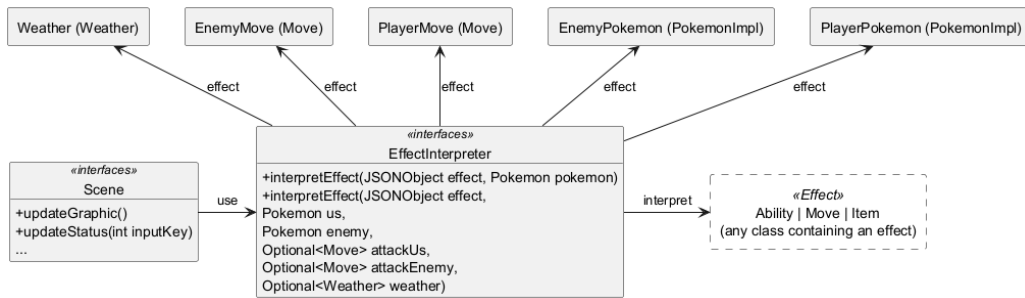 Weather (Weather)
EnemyMove (Move)
PlayerMove (Move)
EnemyPokemon (PokemonImpl)
PlayerPokemon (PokemonImpl)
effect
effect
effect
effect
effect
«interfaces»
Scene
+updateGraphic()
+updateStatus(int inputKey)
...
use
«interfaces»
EffectInterpreter
+interpretEffect(JSONObject effect, Pokemon pokemon)
+interpretEffect(JSONObject effect,
Pokemon us,
Pokemon enemy,
Optional<Move> attackUs,
Optional<Move> attackEnemy,
Optional<Weather> weather)
interpret
«Effect»
Ability | Move | Item
(any class containing an effect)